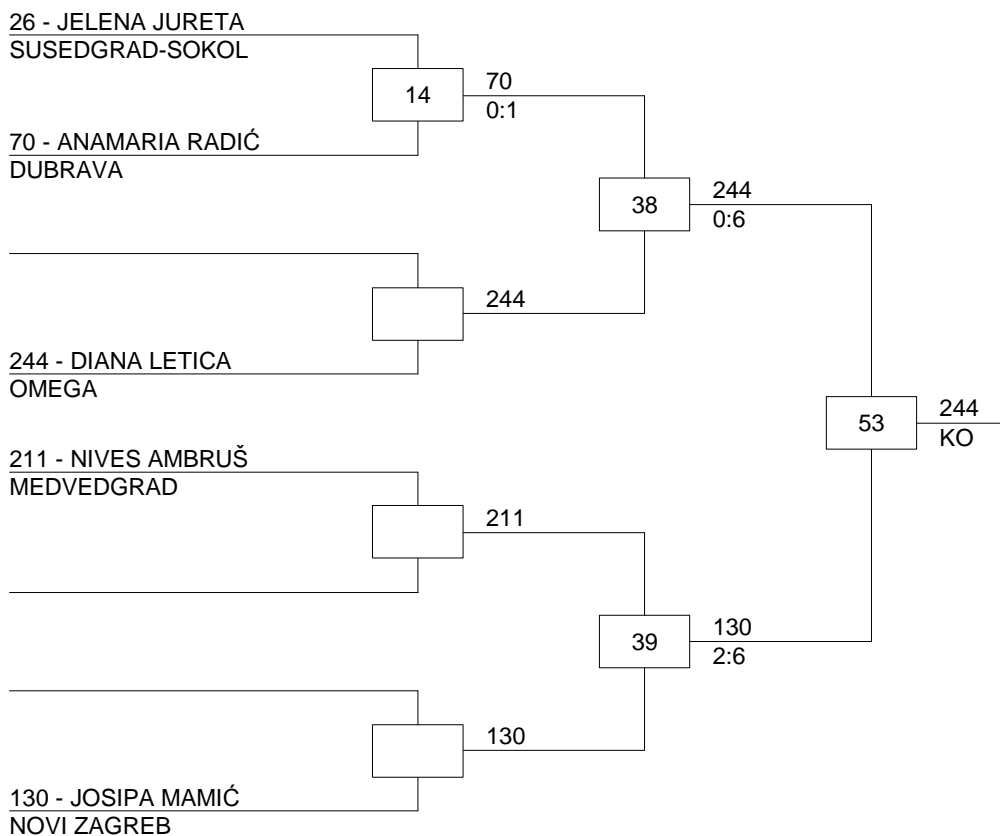 26 - JELENA JURETA
SUSEDGRAD-SOKOL
14
70
0:1
70 - ANAMARIA RADIĆ
DUBRAVA
38
244
0:6
244
244 - DIANA LETICA
OMEGA
53
244
KO
211 - NIVES AMBRUŠ
MEDVEDGRAD
211
39
130
2:6
130
130 - JOSIPA MAMIĆ
NOVI ZAGREB